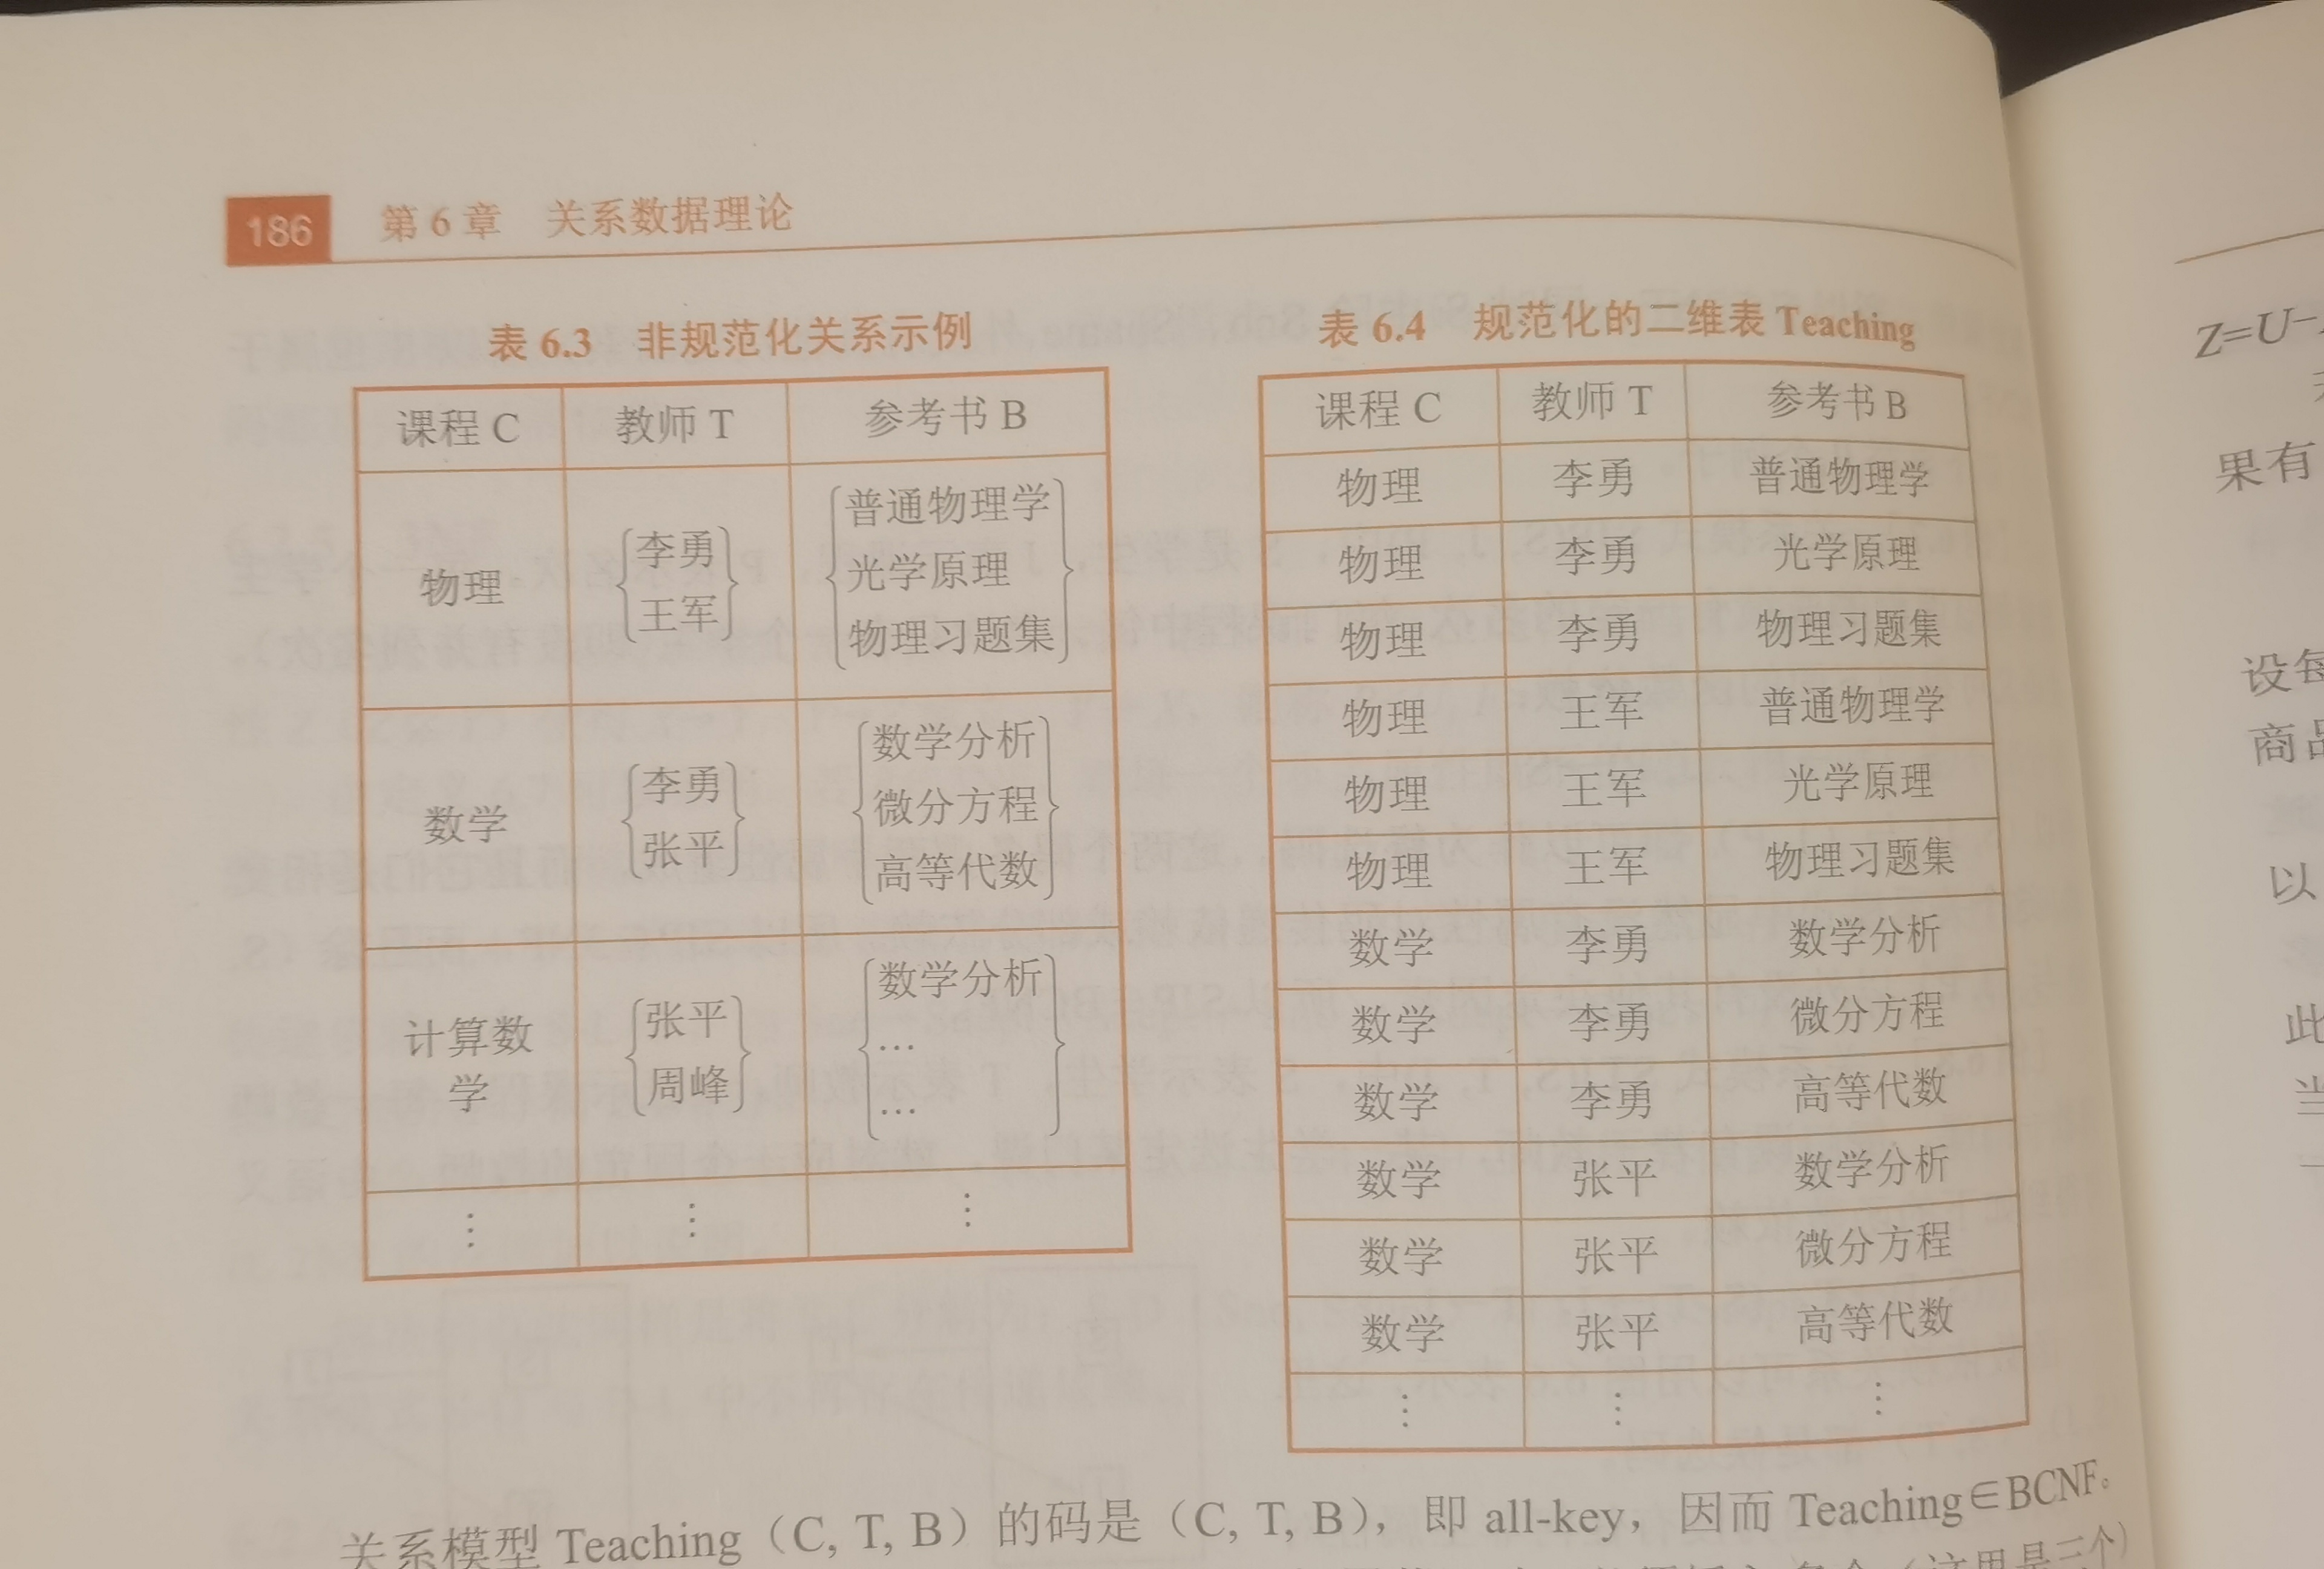 186 第 6 章 关系数据理论
表 6.3 非规范化关系示例
课程 C 教师 T 参考书 B
物理
李勇
王军
普通物理学
光学原理
物理习题集
数学
李勇
张平
数学分析
微分方程
高等代数
计算数
学
张平
周峰
数学分析
…
…
⋮ ⋮ ⋮
表 6.4 规范化的二维表 Teaching
课程 C 教师 T 参考书 B
物理 李勇 普通物理学
物理 李勇 光学原理
物理 李勇 物理习题集
物理 王军 普通物理学
物理 王军 光学原理
物理 王军 物理习题集
数学 李勇 数学分析
数学 李勇 微分方程
数学 李勇 高等代数
数学 张平 数学分析
数学 张平 微分方程
数学 张平 高等代数
⋮ ⋮ ⋮
关系模型 Teaching（C, T, B）的码是（C, T, B），即 all-key，因而 Teaching∈BCNF。
（这里是三个）
Z=U-
果有
设每
商品
以
此
当